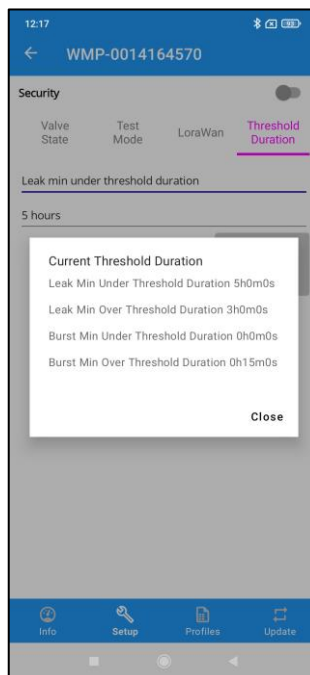 12:17
93
WMP-0014164570
Security
Valve State
Test Mode
LoraWan
Threshold Duration
Leak min under threshold duration
5 hours
Current Threshold Duration
Leak Min Under Threshold Duration 5h0m0s
Leak Min Over Threshold Duration 3h0m0s
Burst Min Under Threshold Duration 0h0m0s
Burst Min Over Threshold Duration 0h15m0s
Close
Info
Setup
Profiles
Update